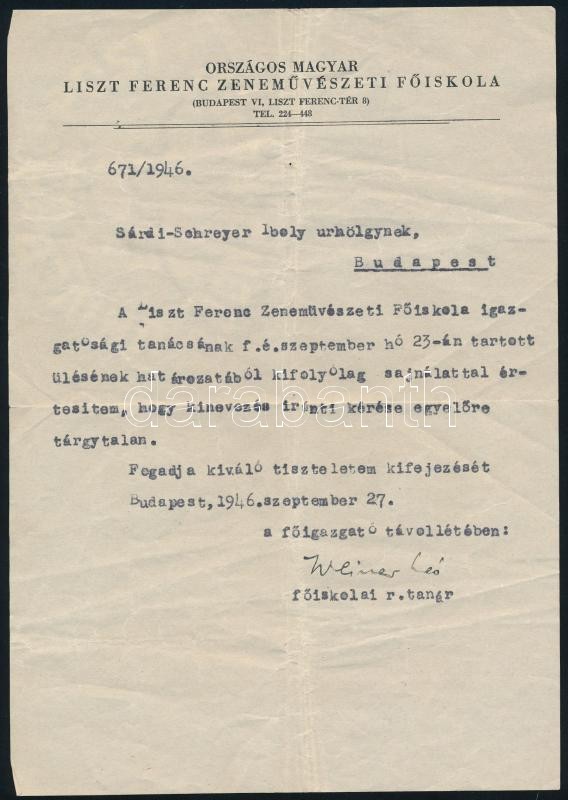 ORSZÁGOS MAGYAR
LISZT FERENC ZENEMŰVÉSZETI FŐISKOLA
(BUDAPEST VI, LISZT FERENC-TÉR 8)
TEL. 224—448
671/1946.
Sárdi-Schreyer Iboly urhölgynek,
Budapest
A Liszt Ferenc Zeneművészeti Főiskola igaz-
gatósági tanácsának f.é.szeptember hó 23-án tartott
ülésének határozatából kifolyólag sajnálattal ér-
tesitem, hogy kinevezés iránti kérése egyelőre
tárgytalan.
Fogadja kiváló tiszteletem kifejezését
Budapest,1946.szeptember 27.
a főigazgató távollétében:
Weiner Leó
főiskolai r.tanár
darabanth